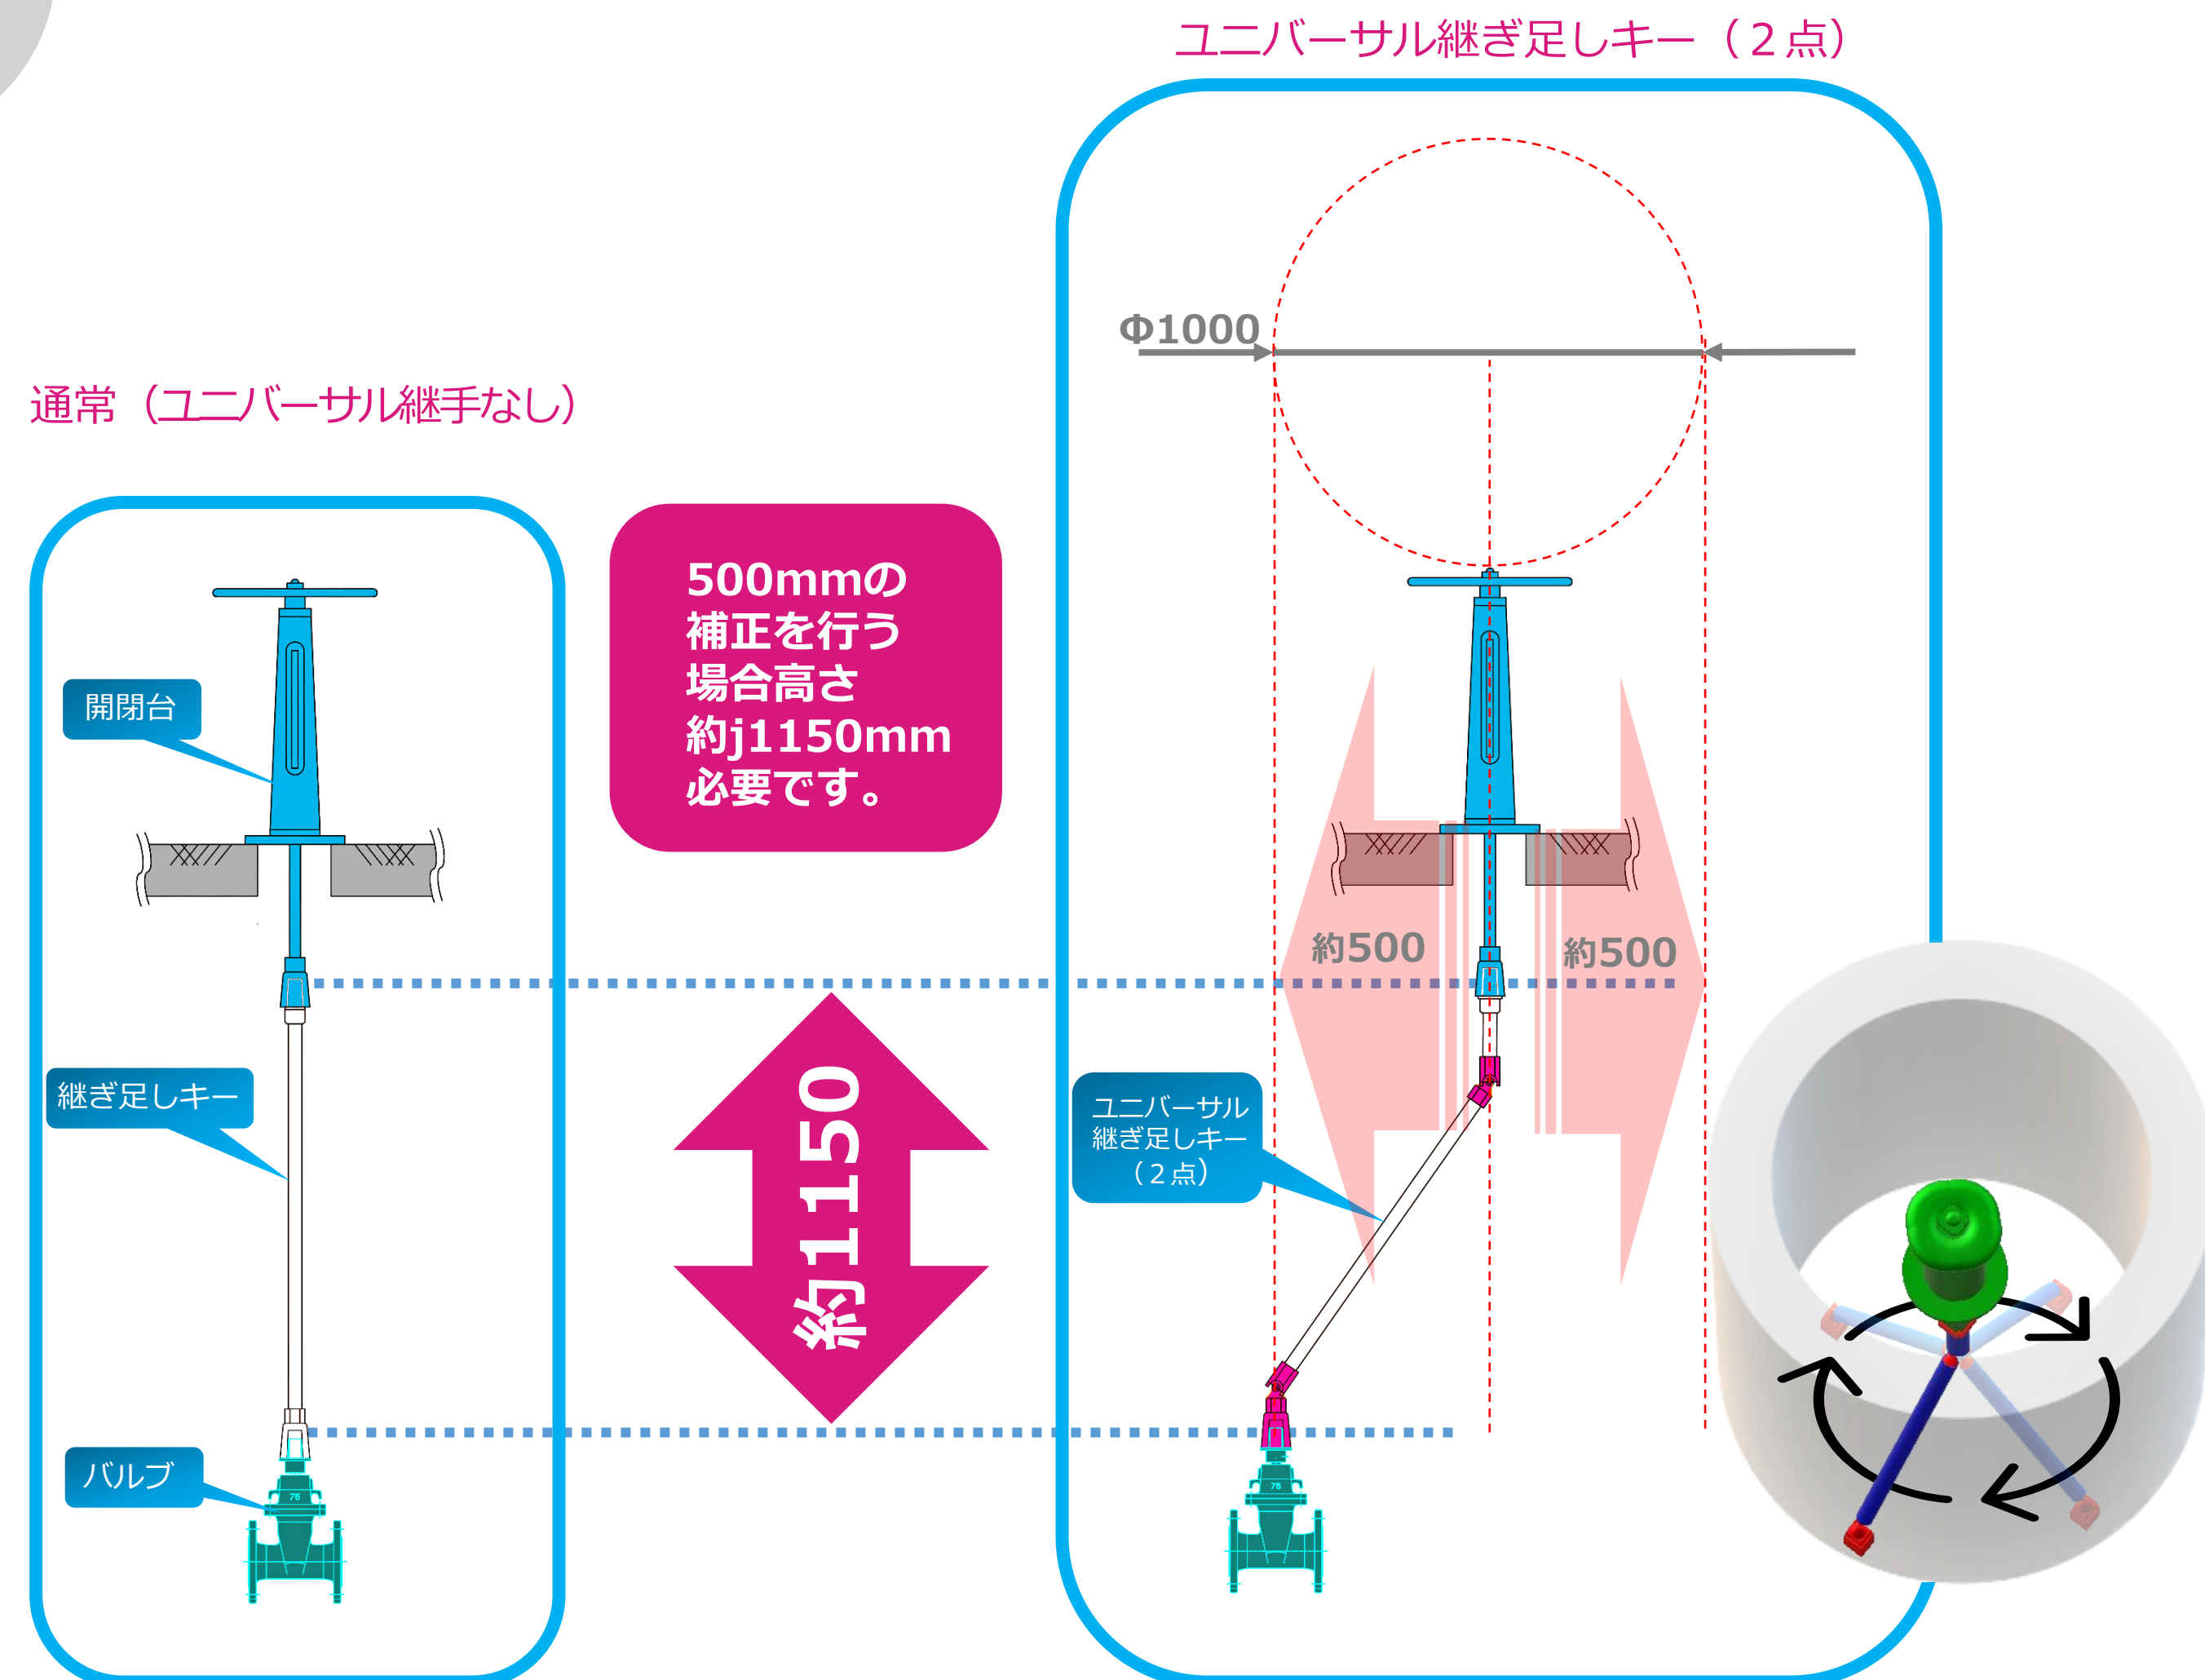 ユニバーサル継ぎ足しキー（２点）
Φ1000
通常（ユニバーサル継手なし）
500mmの
補正を行う
場合高さ
約j1150mm
必要です。
開閉台
約500
約500
継ぎ足しキー
約1150
ユニバーサル
継ぎ足しキー
（２点）
バルブ
75
75